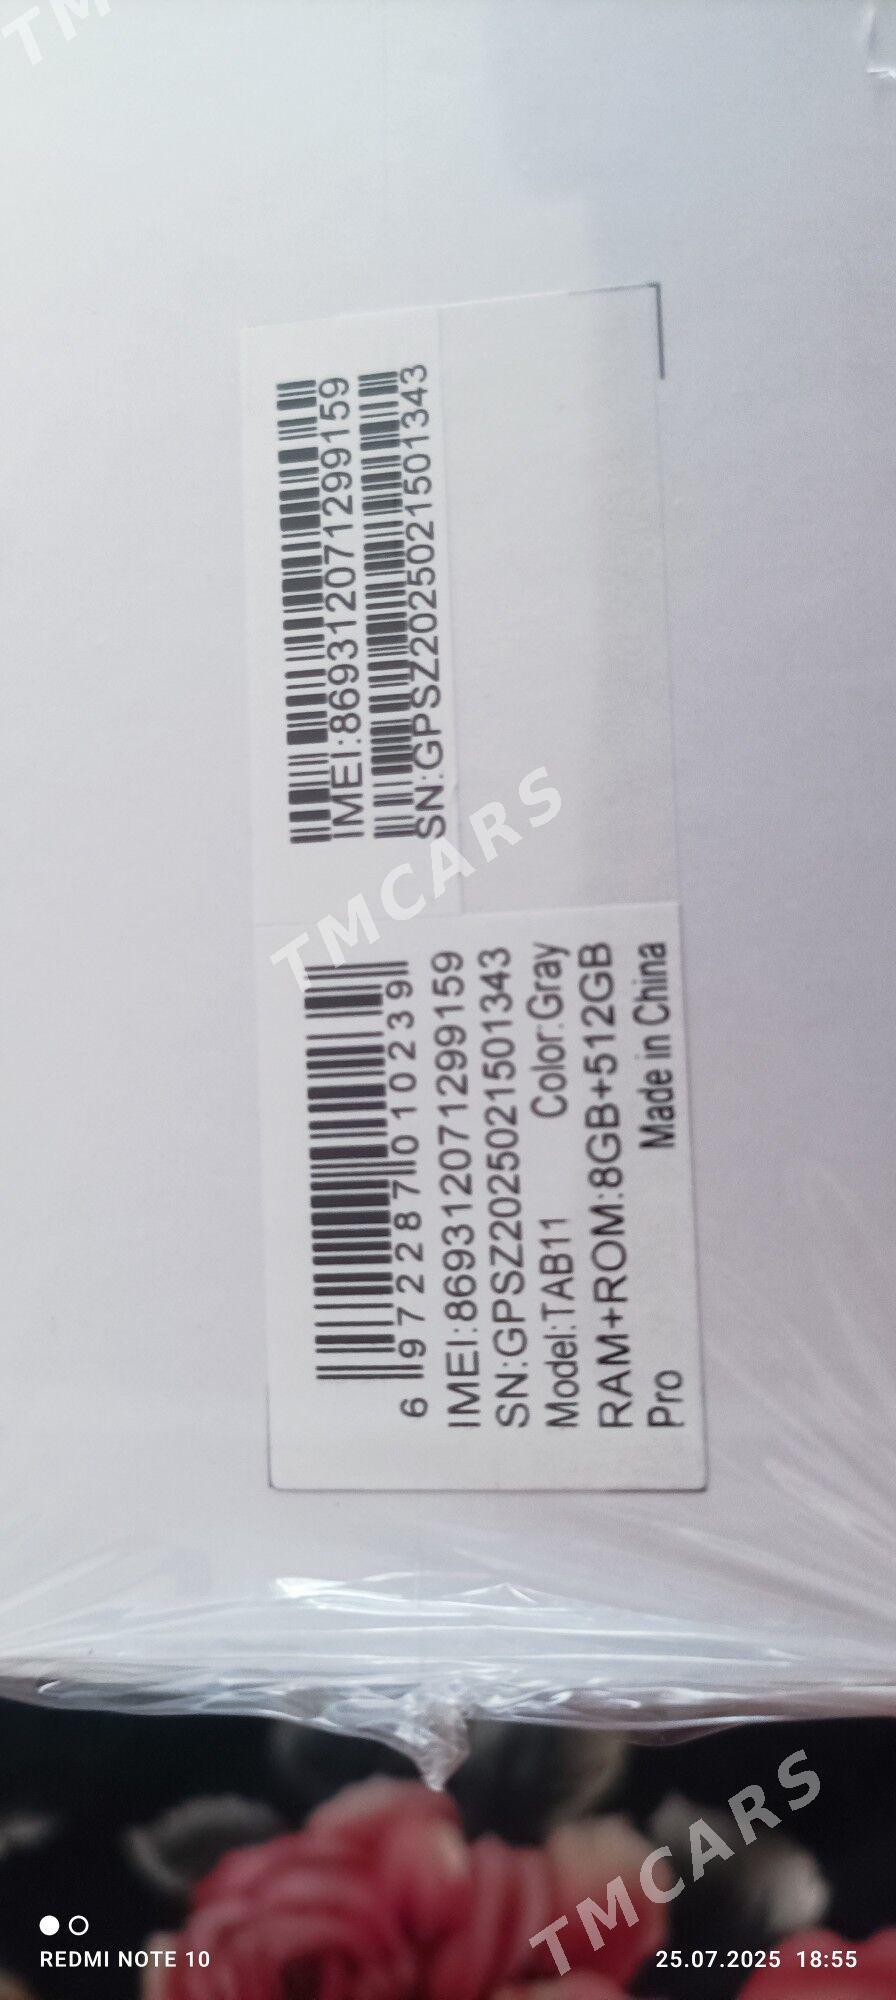 TM
IMEI:869312071299159
SN:GPSZ2025021501343
TMCARS
6 972287 010239
IMEI:869312071299159
SN:GPSZ2025021501343
Model:TAB11 Color:Gray
RAM+ROM:8GB+512GB
Pro Made in China
TMCARS
REDMI NOTE 10 25.07.2025 18:55